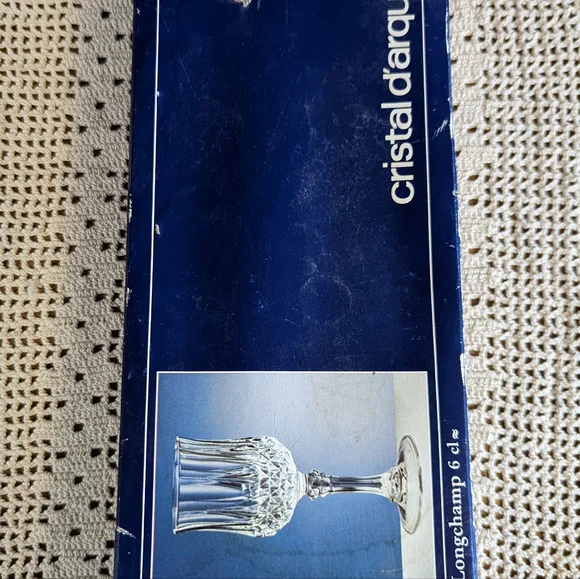 cristal d'arqu
Longchamp 6 cl≈